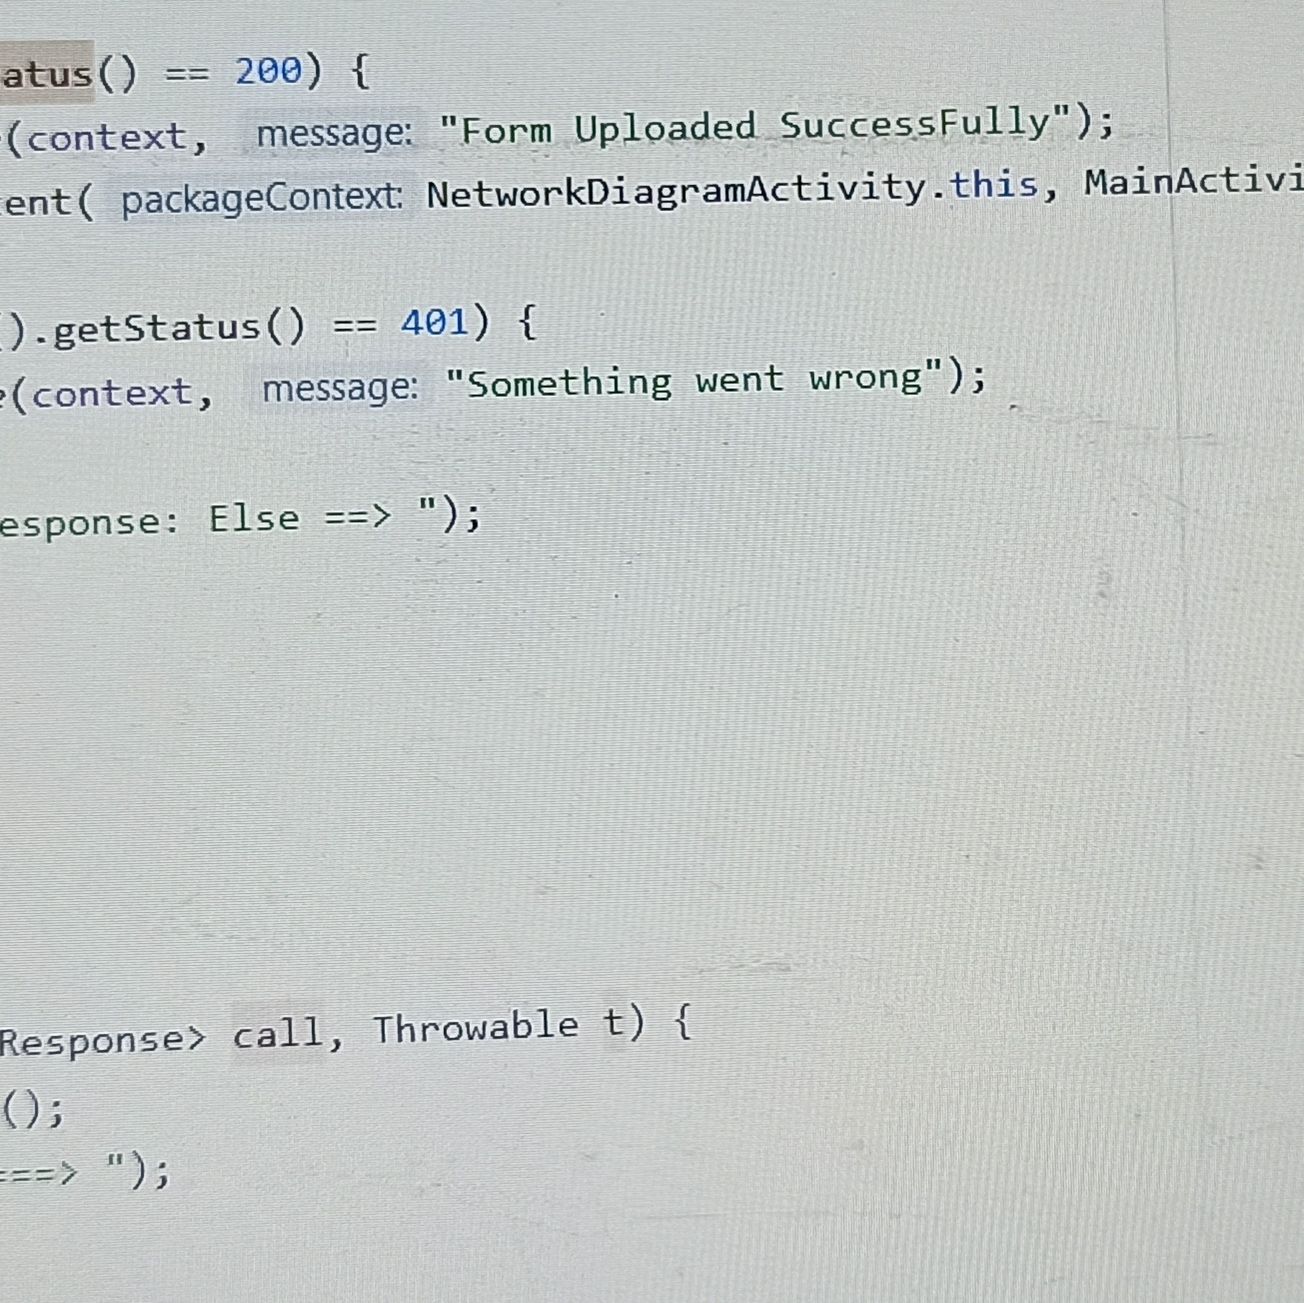 atus() == 200) {
(context, message: "Form Uploaded SuccessFully");
ent( packageContext: NetworkDiagramActivity.this, MainActivi
).getStatus() == 401) {
(context, message: "Something went wrong");
esponse: Else ==> ");
Response> call, Throwable t) {
();
===> ");